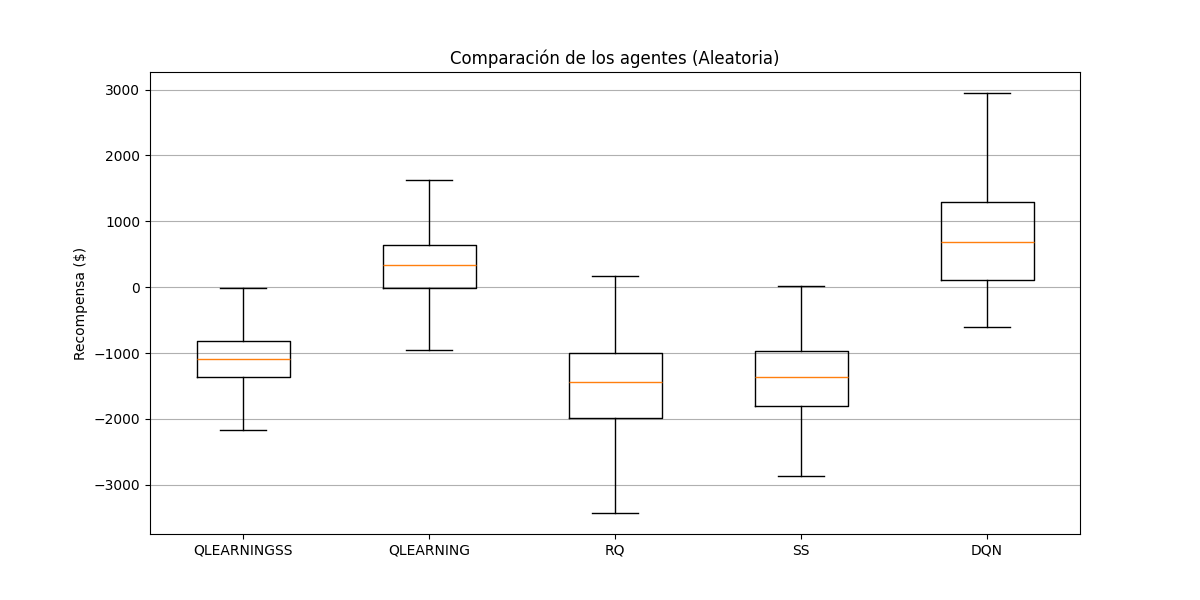 Comparación de los agentes (Aleatoria)
Recompensa ($)
3000
2000
1000
0
−1000
−2000
−3000
QLEARNINGSS
QLEARNING
RQ
SS
DQN